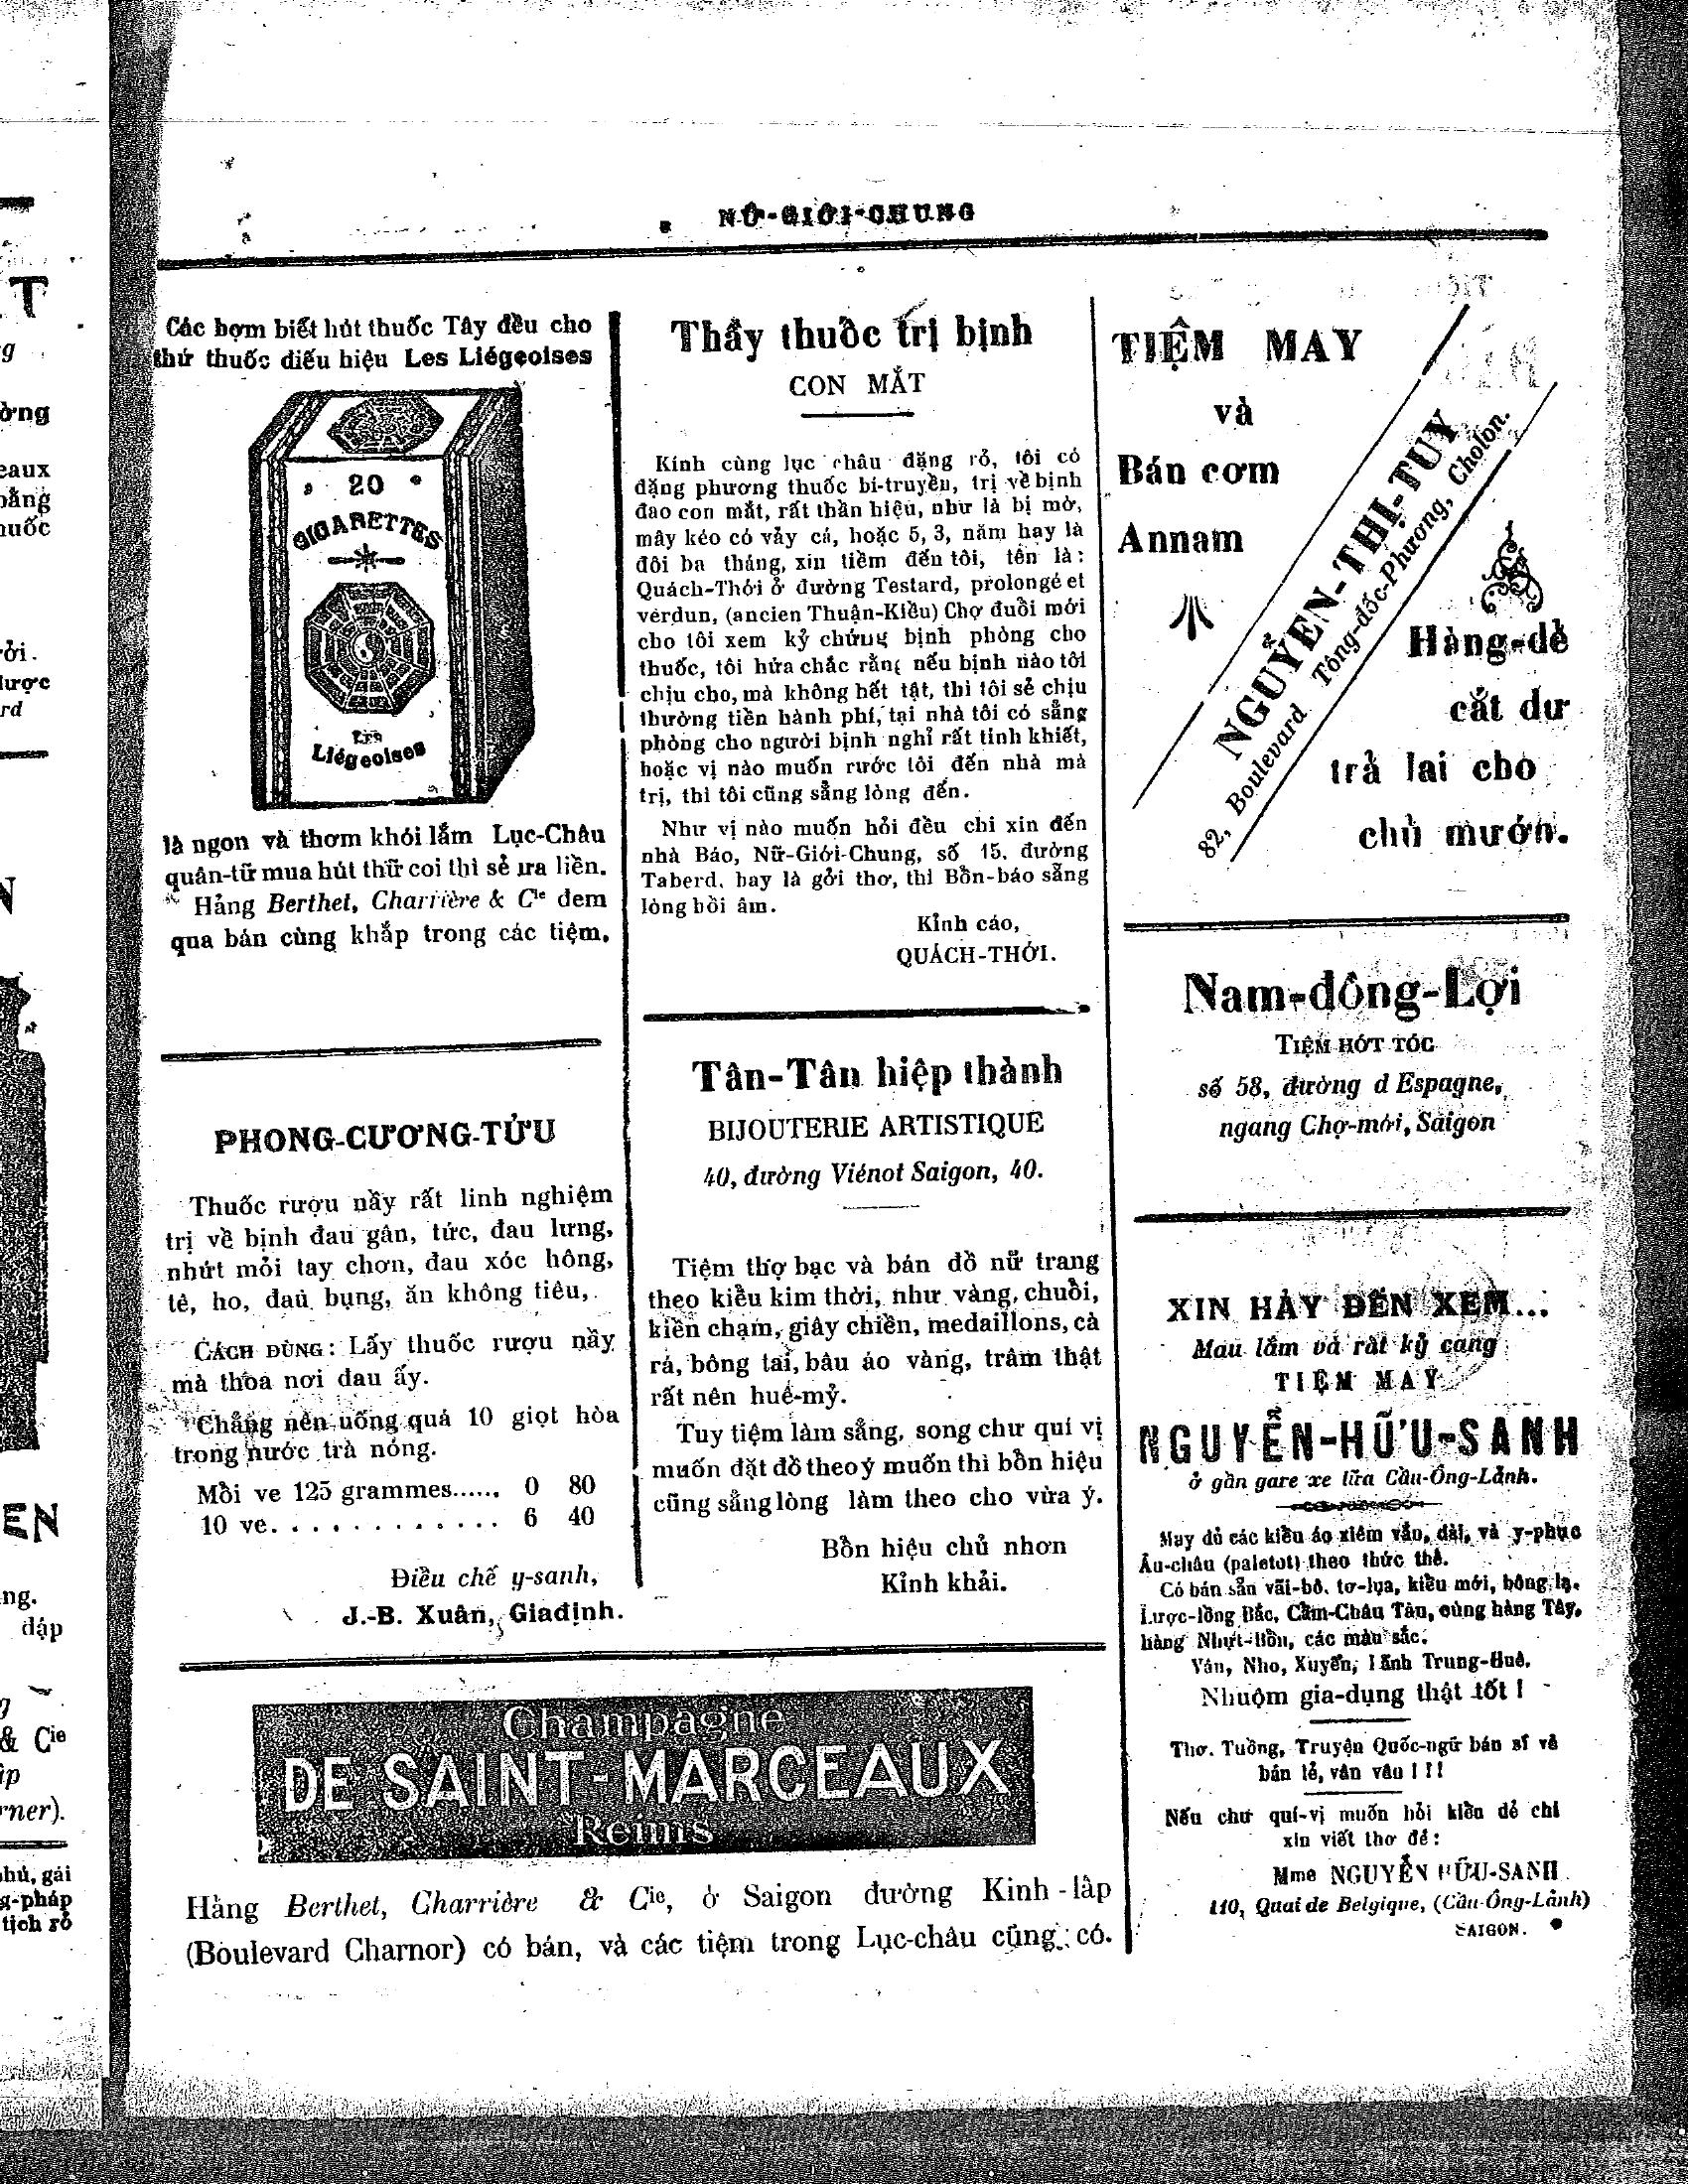 NỮ-GIỚI-CHUNG
Các bợm biết hút thuốc Tây đều cho
thứ thuốc điếu hiệu Les Liégeoises
20
CIGARETTES
Les
Liégeoises
là ngon và thơm khói lắm Lục-Châu
quân-tữ mua hút thữ coi thì sẻ ưa liền.
Hảng Berthet, Charrière & Cie đem
qua bán cùng khắp trong các tiệm.
PHONG-CƯƠNG-TỬU
Thuốc rượu nầy rất linh nghiệm
trị về bịnh đau gân, tức, đau lưng,
nhứt mỏi tay chơn, đau xóc hông,
tê, ho, đau bụng, ăn không tiêu,
CÁCH DÙNG: Lấy thuốc rượu nầy
mà thoa nơi đau ấy.
Chẳng nên uống quá 10 giọt hòa
trong nước trà nóng.
Mồi ve 125 grammes...... 0 80
10 ve. . . . . . . . . . . . . 6 40
Điều chế y-sanh,
J.-B. Xuân, Giađịnh.
Thầy thuốc trị bịnh
CON MẮT
Kính cùng lục châu đặng rỏ, tôi có
đặng phương thuốc bí-truyền, trị về bịnh
đao con mắt, rất thần hiệu, như là bị mờ,
mây kéo có vảy cá, hoặc 5, 3, năm hay là
đôi ba tháng, xin tiềm đến tôi, tên là:
Quách-Thới ở đường Testard, prolongé et
verdun, (ancien Thuận-Kiều) Chợ đuổi mới
cho tôi xem kỷ chứng bịnh phòng cho
thuốc, tôi hứa chắc rằng nếu bịnh nào tôi
chịu cho, mà không hết tật, thì tôi sẻ chịu
thường tiền hành phí, tại nhà tôi có sẳng
phòng cho người bịnh nghỉ rất tinh khiết,
hoặc vị nào muốn rước tôi đến nhà mà
trị, thì tôi cũng sẳng lòng đến.
Như vị nào muốn hỏi đều chi xin đến
nhà Báo, Nữ-Giới-Chung, số 15. đường
Taberd. hay là gởi thơ, thì Bồn-báo sẳng
lòng hồi âm.
Kỉnh cáo,
QUÁCH-THỚI.
Tân-Tân hiệp thành
BIJOUTERIE ARTISTIQUE
40, đường Viénot Saigon, 40.
Tiệm thợ bạc và bán đồ nữ trang
theo kiểu kim thời, như vàng, chuồi,
kiền chạm, giây chiền, medaillons, cà
rá, bông tai, bâu áo vàng, trâm thật
rất nên huê-mỷ.
Tuy tiệm làm sẳng, song chư quí vị
muốn đặt đồ theo ý muốn thì bồn hiệu
cũng sẳng lòng làm theo cho vừa ý.
Bồn hiệu chủ nhơn
Kỉnh khải.
Champagne
DE SAINT-MARCEAUX
Reims
Hảng Berthet, Charrière & Cie, ở Saigon đường Kinh-lấp
(Boulevard Charnor) có bán, và các tiệm trong Lục-châu cũng có.
TIỆM MAY
và
Bán cơm
Annam
NGUYỄN-THỊ-TUY
82, Boulevard Tông-đốc-Phương, Cholon.
Hàng-dẻ
cắt dư
trả lai cho
chủ mướn.
Nam-đông-Lợi
TIỆM HỚT TÓC
số 58, đường d Espagne,
ngang Chợ-mới, Saigon
XIN HÃY ĐẾN XEM...
Mau lắm và rất kỷ cang
TIỆM MAY
NGUYỄN-HỮU-SANH
ở gần gare xe lữa Cầu-Ông-Lảnh.
May đủ các kiểu áo xiêm vắn, dài, và y-phục
Âu-châu (paletot) theo thức thế.
Có bán sẳn vãi-bô, tơ-lụa, kiểu mới, bông lạ.
Lược-lồng Bắc, Cẩm-Châu Tàu, cùng hàng Tây,
hàng Nhựt-Bồn, các màu sắc.
Vân, Nho, Xuyến, Lãnh Trung-Huê.
Nhuộm gia-dụng thật tốt !
Thơ. Tuồng, Truyện Quốc-ngữ bán sỉ và
bán lẻ, vân vân ! ! !
Nếu chư quí-vị muốn hỏi kiền dẻ chi
xin viết thơ đề:
Mme NGUYỄN HỮU-SANH
110, Quai de Belgique, (Cầu-Ông-Lảnh)
SAIGON.